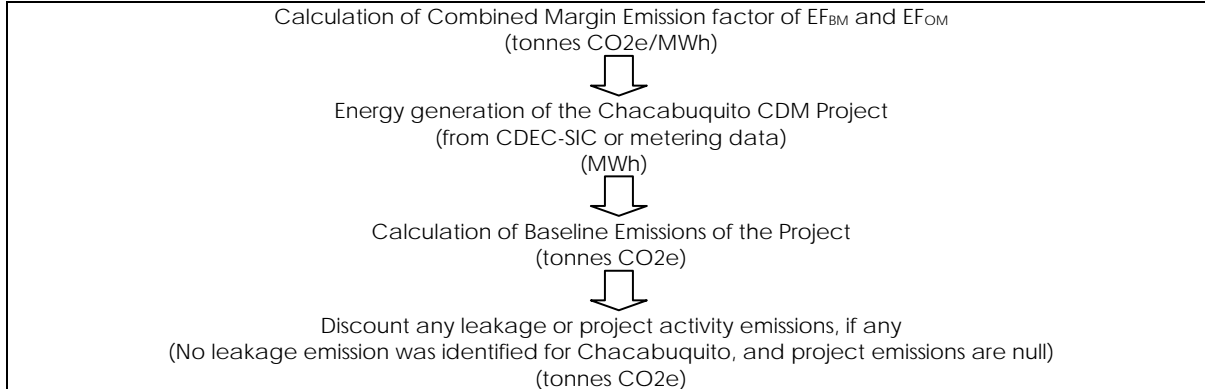 Calculation of Combined Margin Emission factor of EFBM and EFOM
(tonnes CO2e/MWh)
Energy generation of the Chacabuquito CDM Project
(from CDEC-SIC or metering data)
(MWh)
Calculation of Baseline Emissions of the Project
(tonnes CO2e)
Discount any leakage or project activity emissions, if any
(No leakage emission was identified for Chacabuquito, and project emissions are null)
(tonnes CO2e)